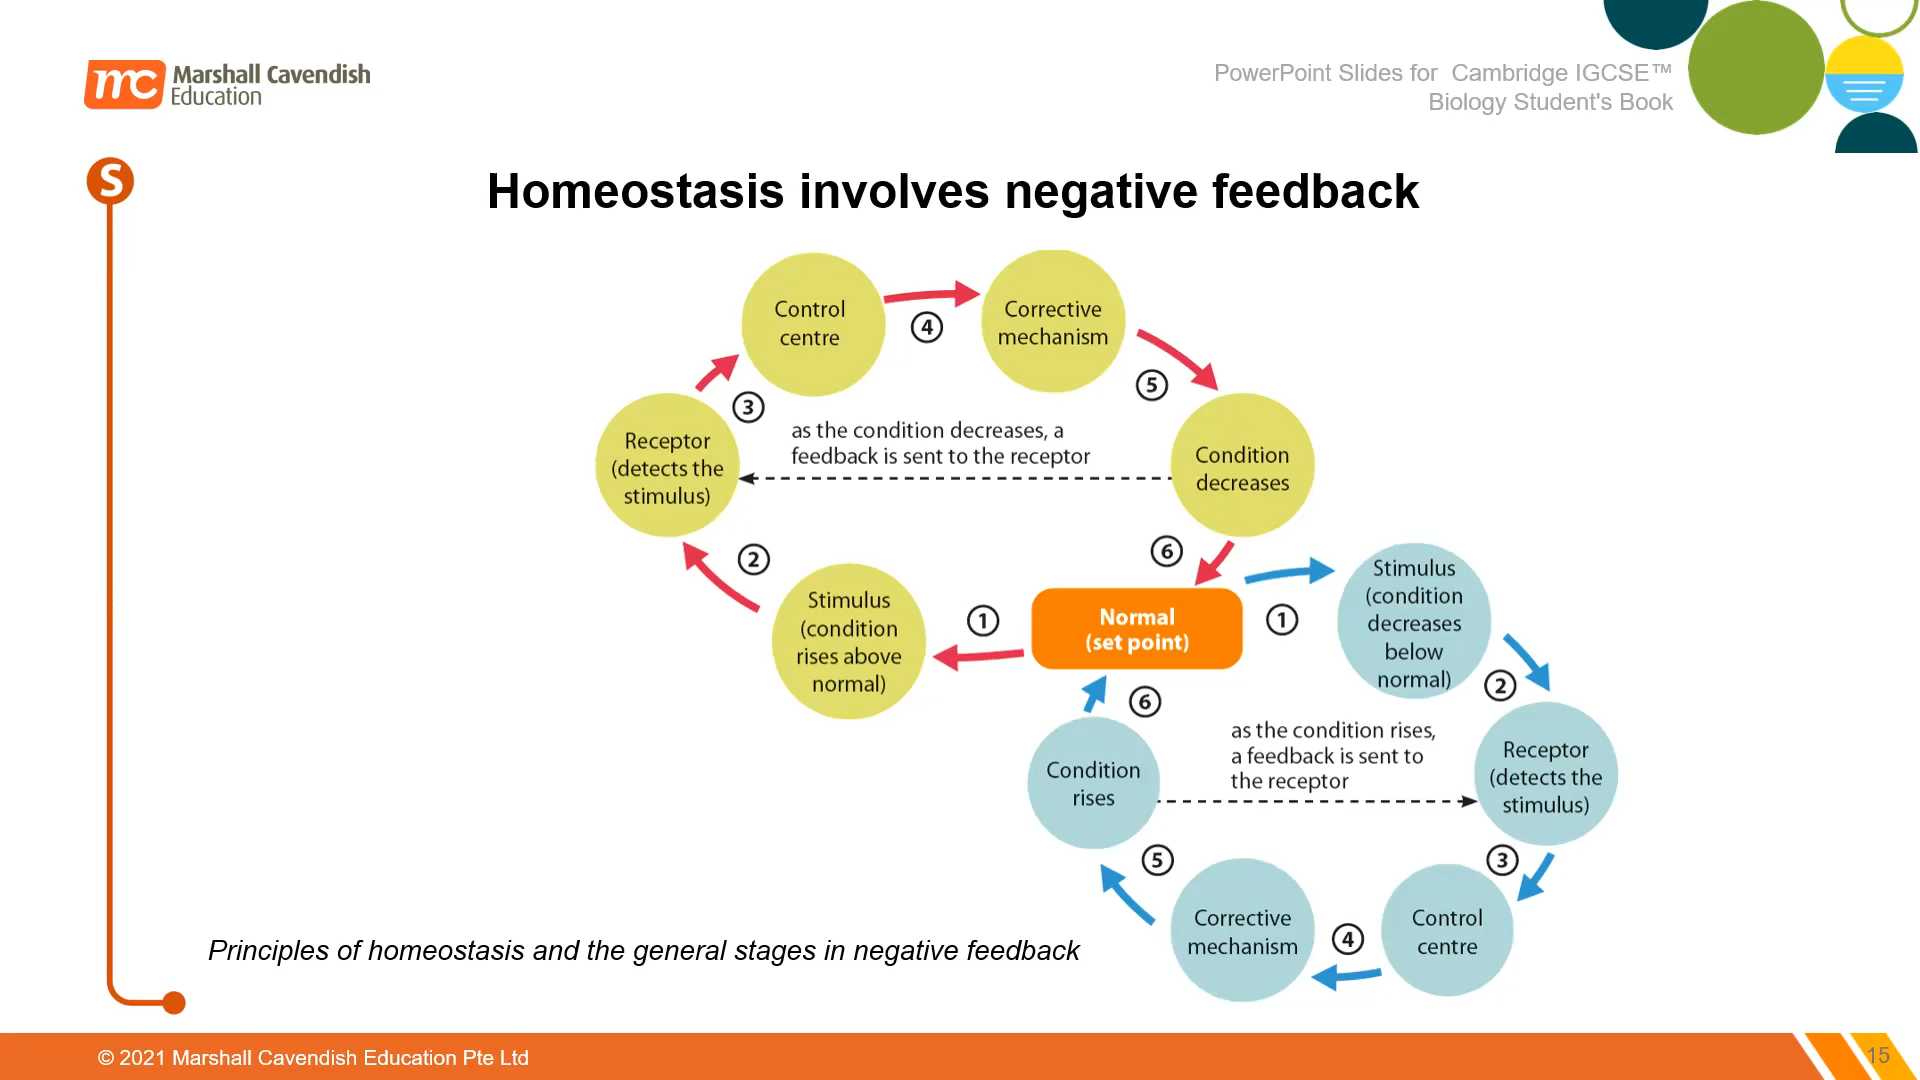 mc Marshall Cavendish
Education
PowerPoint Slides for Cambridge IGCSE™
Biology Student's Book
S
Homeostasis involves negative feedback
Control
centre
4
Corrective
mechanism
3
5
Receptor
(detects the
stimulus)
as the condition decreases, a
feedback is sent to the receptor
Condition
decreases
2
6
Stimulus
(condition
rises above
normal)
1
Normal
(set point)
1
Stimulus
(condition
decreases
below
normal)
2
6
Condition
rises
as the condition rises,
a feedback is sent to
the receptor
Receptor
(detects the
stimulus)
5
3
Corrective
mechanism
4
Control
centre
Principles of homeostasis and the general stages in negative feedback
© 2021 Marshall Cavendish Education Pte Ltd
15